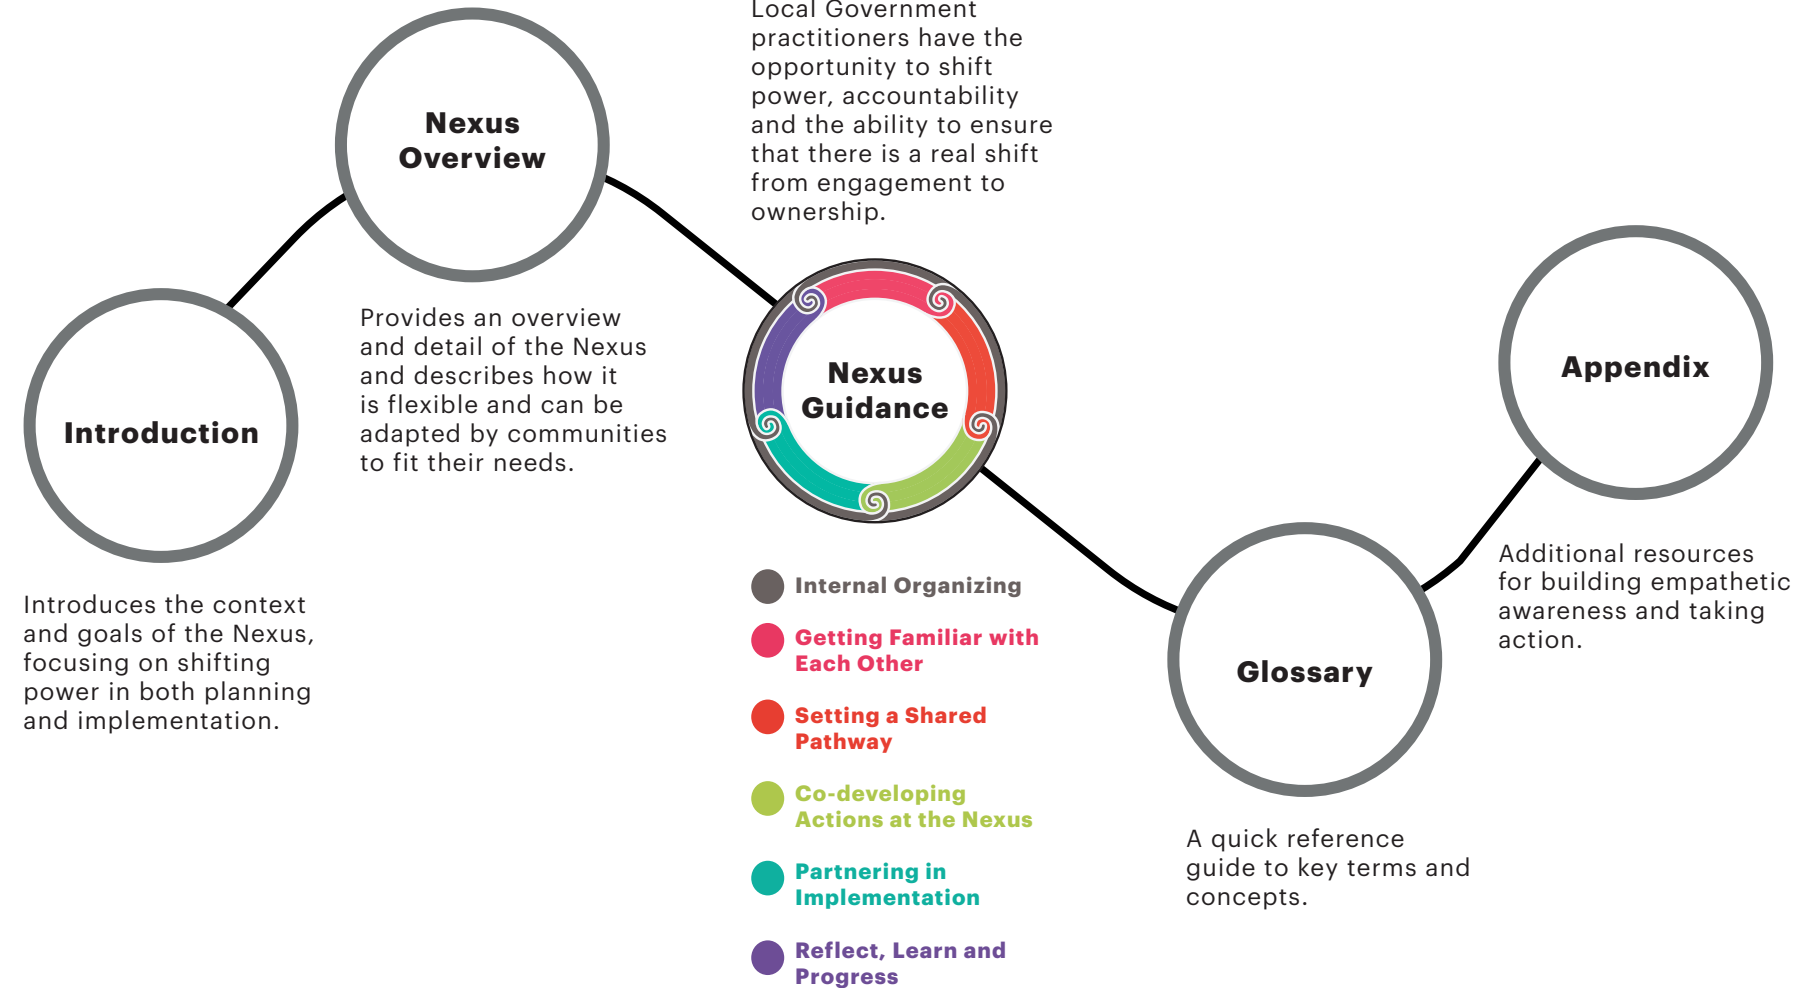 Introduction
Introduces the context
and goals of the Nexus,
focusing on shifting
power in both planning
and implementation.
Nexus
Overview
Provides an overview
and detail of the Nexus
and describes how it
is flexible and can be
adapted by communities
to fit their needs.
Local Government
practitioners have the
opportunity to shift
power, accountability
and the ability to ensure
that there is a real shift
from engagement to
ownership.
Nexus
Guidance
Internal Organizing
Getting Familiar with
Each Other
Setting a Shared
Pathway
Co-developing
Actions at the Nexus
Partnering in
Implementation
Reflect, Learn and
Progress
Glossary
A quick reference
guide to key terms and
concepts.
Appendix
Additional resources
for building empathetic
awareness and taking
action.